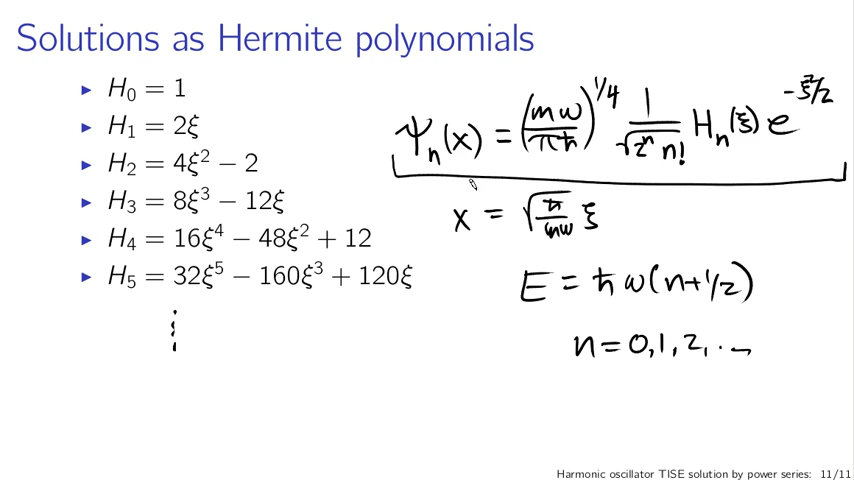 Solutions as Hermite polynomials
H₀ = 1
H₁ = 2ξ
H₂ = 4ξ² − 2
H₃ = 8ξ³ − 12ξ
H₄ = 16ξ⁴ − 48ξ² + 12
H₅ = 32ξ⁵ − 160ξ³ + 120ξ
⋮
ψₙ(x) = (mω/πħ)^1/4 1/√(2ⁿ n!) Hₙ(ξ) e^(−ξ²/2)
x = √(ħ/mω) ξ
E = ħω(n+1/2)
n = 0,1,2,...
Harmonic oscillator TISE solution by power series: 11/11